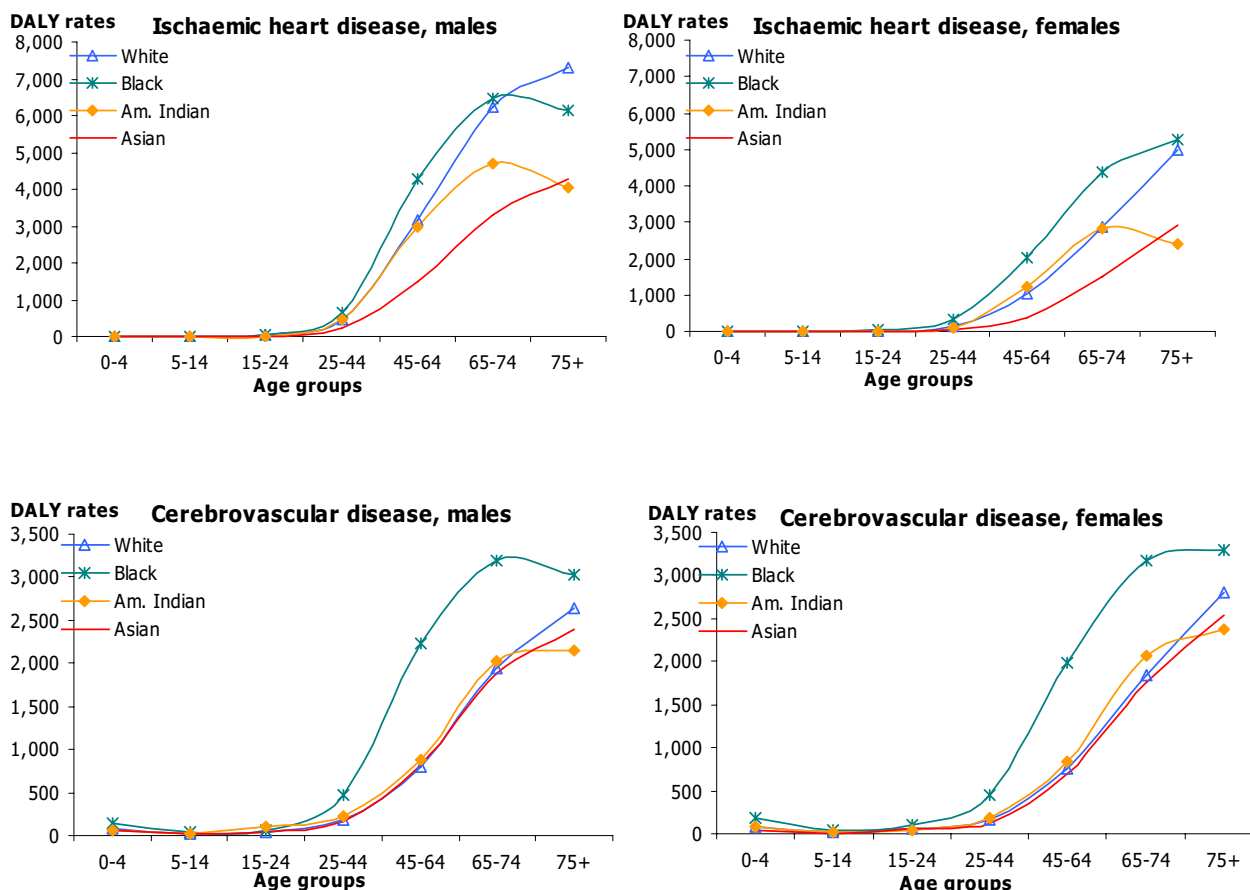 DALY rates
Ischaemic heart disease, males
8,000
7,000
6,000
5,000
4,000
3,000
2,000
1,000
0
White
Black
Am. Indian
Asian
0-4 5-14 15-24 25-44 45-64 65-74 75+
Age groups
DALY rates
Ischaemic heart disease, females
8,000
7,000
6,000
5,000
4,000
3,000
2,000
1,000
0
White
Black
Am. Indian
Asian
0-4 5-14 15-24 25-44 45-64 65-74 75+
Age groups
DALY rates
Cerebrovascular disease, males
3,500
3,000
2,500
2,000
1,500
1,000
500
0
White
Black
Am. Indian
Asian
0-4 5-14 15-24 25-44 45-64 65-74 75+
Age groups
DALY rates
Cerebrovascular disease, females
3,500
3,000
2,500
2,000
1,500
1,000
500
0
White
Black
Am. Indian
Asian
0-4 5-14 15-24 25-44 45-64 65-74 75+
Age groups